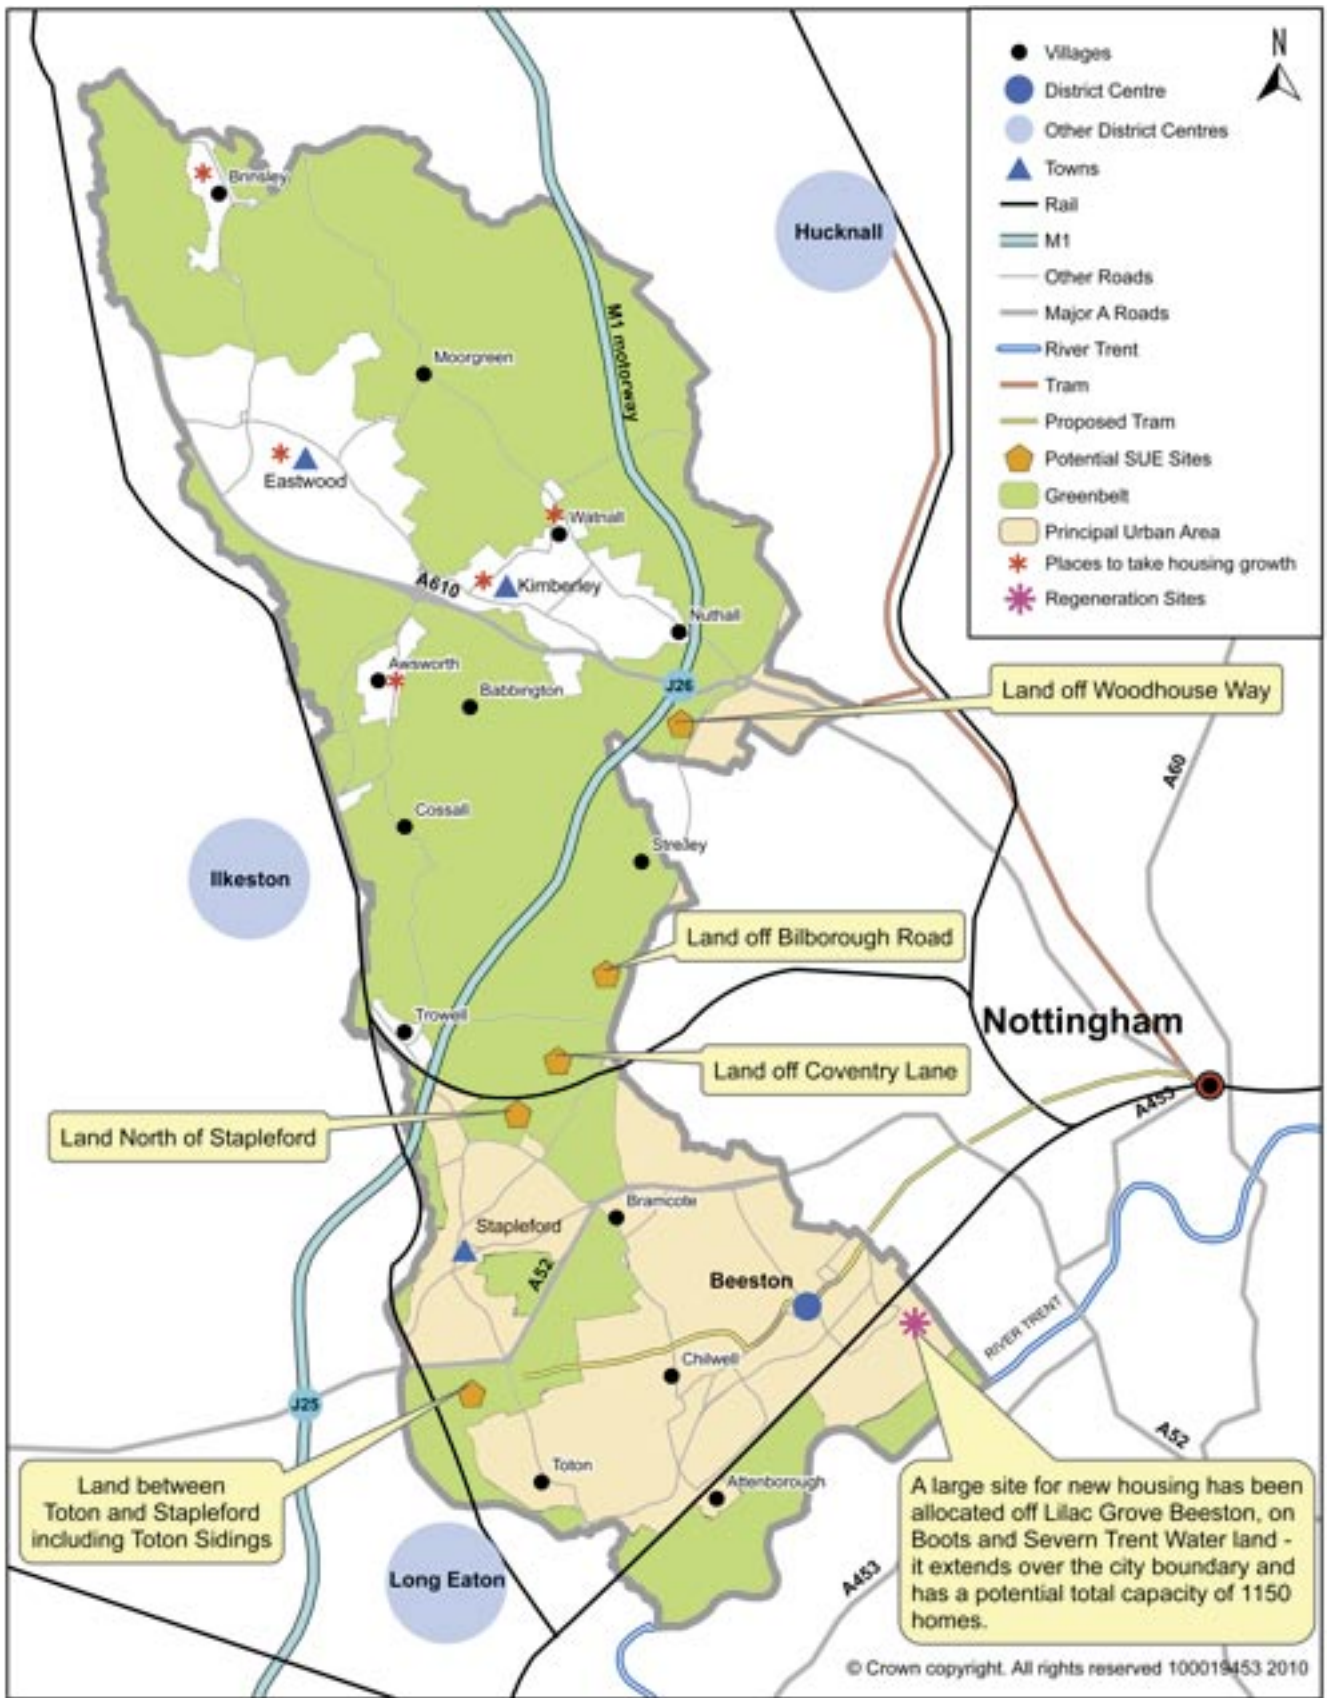 N
Villages
District Centre
Other District Centres
Towns
Rail
M1
Other Roads
Major A Roads
River Trent
Tram
Proposed Tram
Potential SUE Sites
Greenbelt
Principal Urban Area
Places to take housing growth
Regeneration Sites
Brinsley
Hucknall
M1 motorway
Moorgreen
Eastwood
Watnall
A610
Kimberley
Nuthall
Awsworth
Babbington
J26
Land off Woodhouse Way
A60
Cossall
Strelley
Ilkeston
Land off Bilborough Road
Trowell
Nottingham
Land off Coventry Lane
A453
Land North of Stapleford
Bramcote
Stapleford
A52
Beeston
RIVER TRENT
Chilwell
J25
A52
Land between
Toton and Stapleford
including Toton Sidings
Toton
Attenborough
A large site for new housing has been
allocated off Lilac Grove Beeston, on
Boots and Severn Trent Water land -
it extends over the city boundary and
has a potential total capacity of 1150
homes.
Long Eaton
A453
© Crown copyright. All rights reserved 100019453 2010